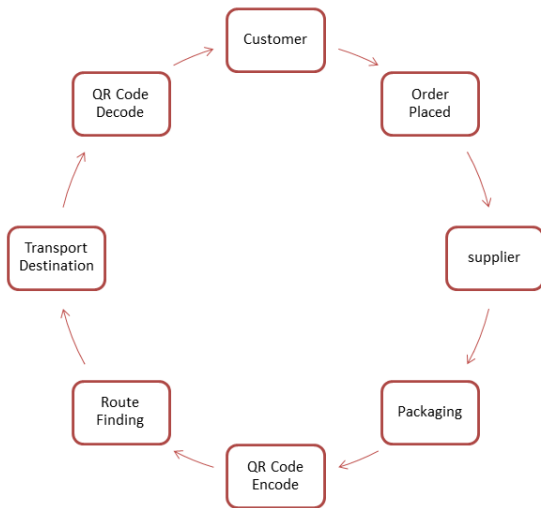 Customer
Order
Placed
supplier
Packaging
QR Code
Encode
Route
Finding
Transport
Destination
QR Code
Decode